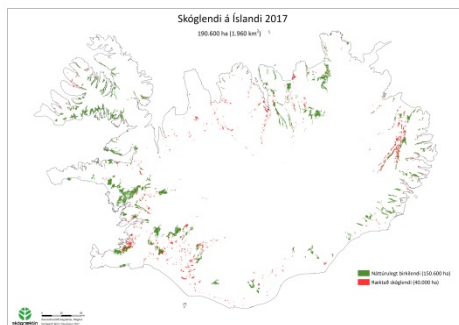 Skóglendi á Íslandi 2017
190.600 ha (1.960 km²)
Náttúrulegt birkilendi (150.600 ha)
Ræktað skóglendi (40.000 ha)
skógræktin